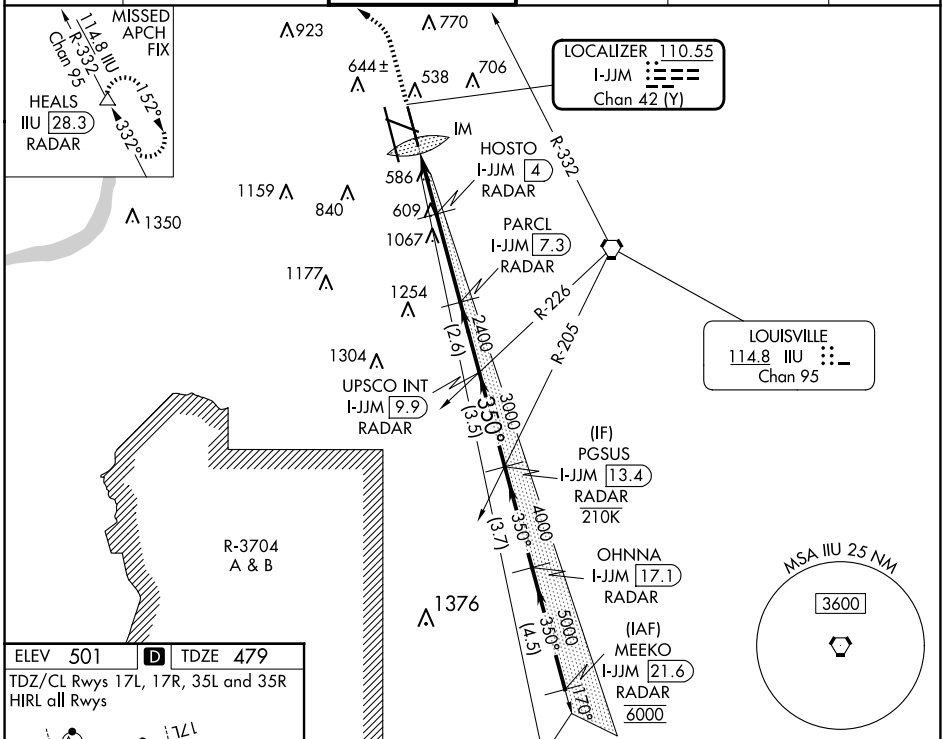 MISSED
APCH
FIX
114.8 IIU
R-332
Chan 95
HEALS
IIU 28.3
RADAR
152°
332°
923
770
644±
538
706
LOCALIZER 110.55
I-JJM
Chan 42 (Y)
IM
HOSTO
I-JJM 4
RADAR
R-332
586
1159
840
609
1350
1067
PARCL
I-JJM 7.3
RADAR
1177
1254
R-226
R-205
2400
(2.6)
LOUISVILLE
114.8 IIU
Chan 95
1304
UPSCO INT
I-JJM 9.9
RADAR
350°
3000
(3.5)
(IF)
PGSUS
I-JJM 13.4
RADAR
210K
350°
4000
(3.7)
R-3704
A & B
OHNNA
I-JJM 17.1
RADAR
MSA IIU 25 NM
3600
1376
350°
5000
(4.5)
(IAF)
MEEKO
I-JJM 21.6
RADAR
6000
170°
ELEV 501 D TDZE 479
TDZ/CL Rwys 17L, 17R, 35L and 35R
HIRL all Rwys
17L